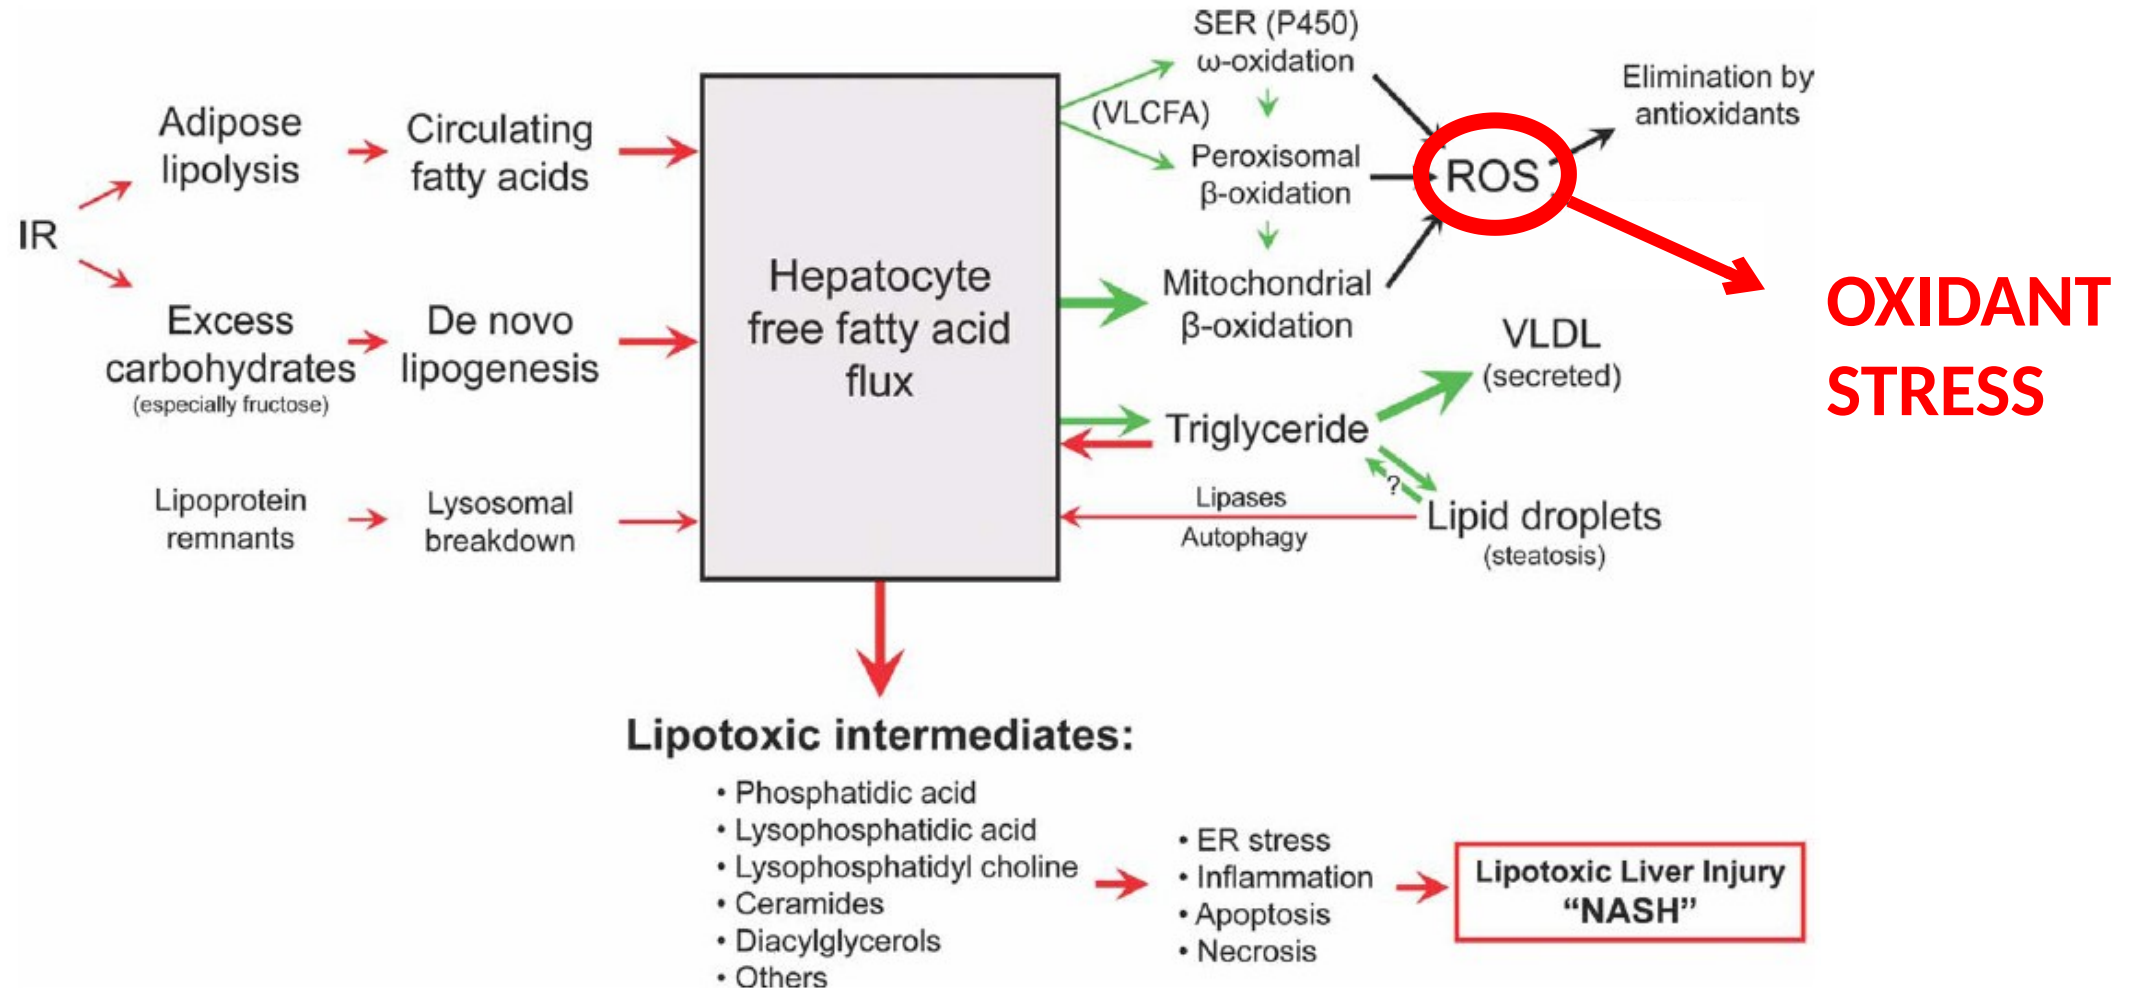 SER (P450)
ω-oxidation
Elimination by
antioxidants
Adipose
lipolysis
Circulating
fatty acids
(VLCFA)
Peroxisomal
β-oxidation
ROS
IR
Hepatocyte
free fatty acid
flux
Mitochondrial
β-oxidation
OXIDANT
STRESS
Excess
carbohydrates
(especially fructose)
De novo
lipogenesis
VLDL
(secreted)
Triglyceride
?
Lipoprotein
remnants
Lysosomal
breakdown
Lipases
Autophagy
Lipid droplets
(steatosis)
Lipotoxic intermediates:
• Phosphatidic acid
• Lysophosphatidic acid
• Lysophosphatidyl choline
• Ceramides
• Diacylglycerols
• Others
• ER stress
• Inflammation
• Apoptosis
• Necrosis
Lipotoxic Liver Injury
“NASH”